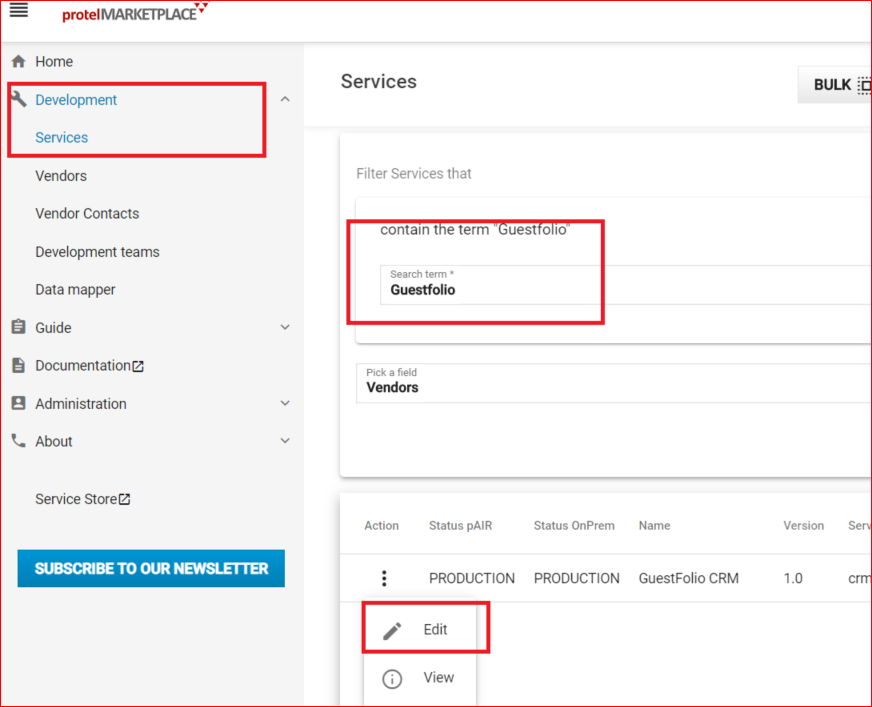 protelMARKETPLACE
Home
Development
Services
Vendors
Vendor Contacts
Development teams
Data mapper
Guide
Documentation
Administration
About
Service Store
SUBSCRIBE TO OUR NEWSLETTER
Services
BULK
Filter Services that
contain the term "Guestfolio"
Search term *
Guestfolio
Pick a field
Vendors
Action Status pAIR Status OnPrem Name Version Serv
PRODUCTION PRODUCTION GuestFolio CRM 1.0 crm
Edit
View